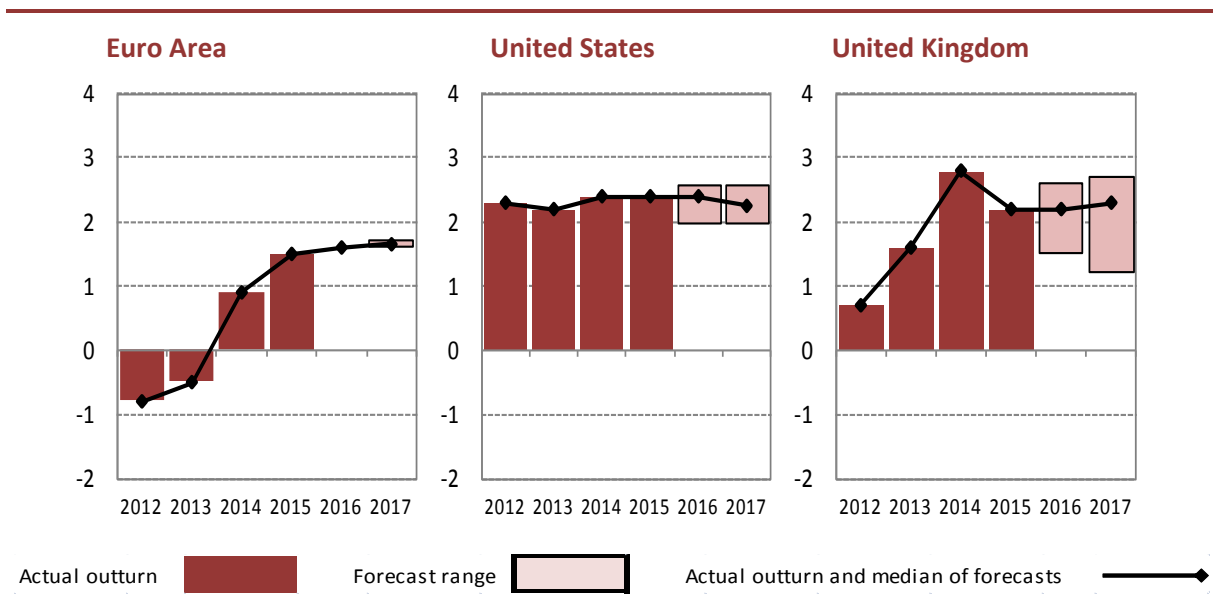 Euro Area
United States
United Kingdom
4
3
2
1
0
-1
-2
2012 2013 2014 2015 2016 2017
4
3
2
1
0
-1
-2
2012 2013 2014 2015 2016 2017
4
3
2
1
0
-1
-2
2012 2013 2014 2015 2016 2017
Actual outturn
Forecast range
Actual outturn and median of forecasts